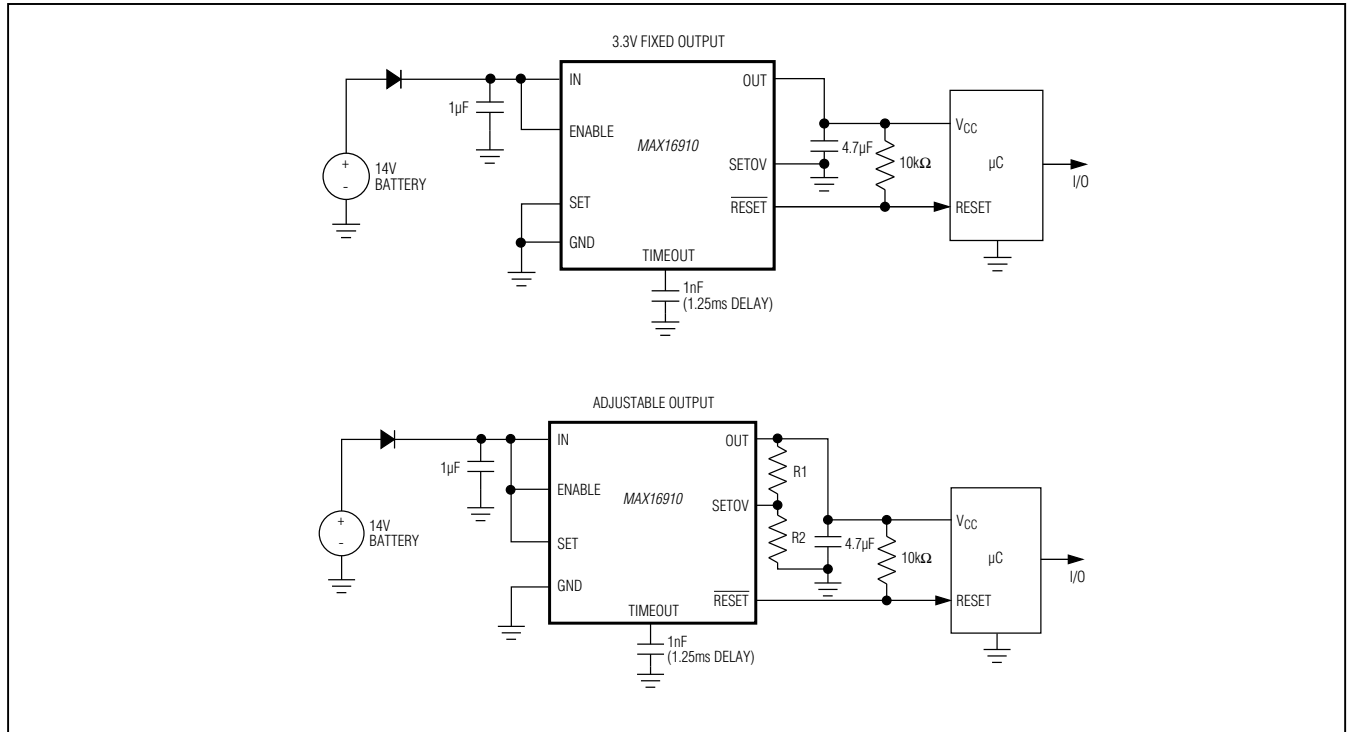 3.3V FIXED OUTPUT
IN
OUT
1µF
ENABLE
VCC
MAX16910
4.7µF
SETOV
10kΩ
µC
+
-
14V
BATTERY
I/O
SET
RESET
RESET
GND
TIMEOUT
1nF
(1.25ms DELAY)
ADJUSTABLE OUTPUT
IN
OUT
1µF
R1
ENABLE
MAX16910
SETOV
VCC
+
-
14V
BATTERY
SET
R2
4.7µF
10kΩ
µC
I/O
GND
RESET
RESET
TIMEOUT
1nF
(1.25ms DELAY)